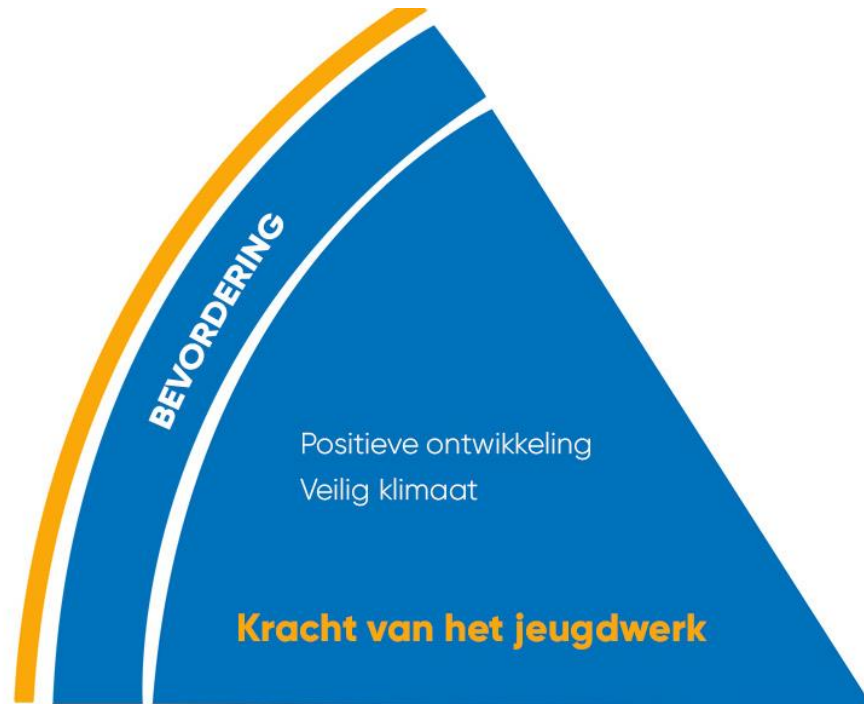 BEVORDERING
Positieve ontwikkeling
Veilig klimaat
Kracht van het jeugdwerk